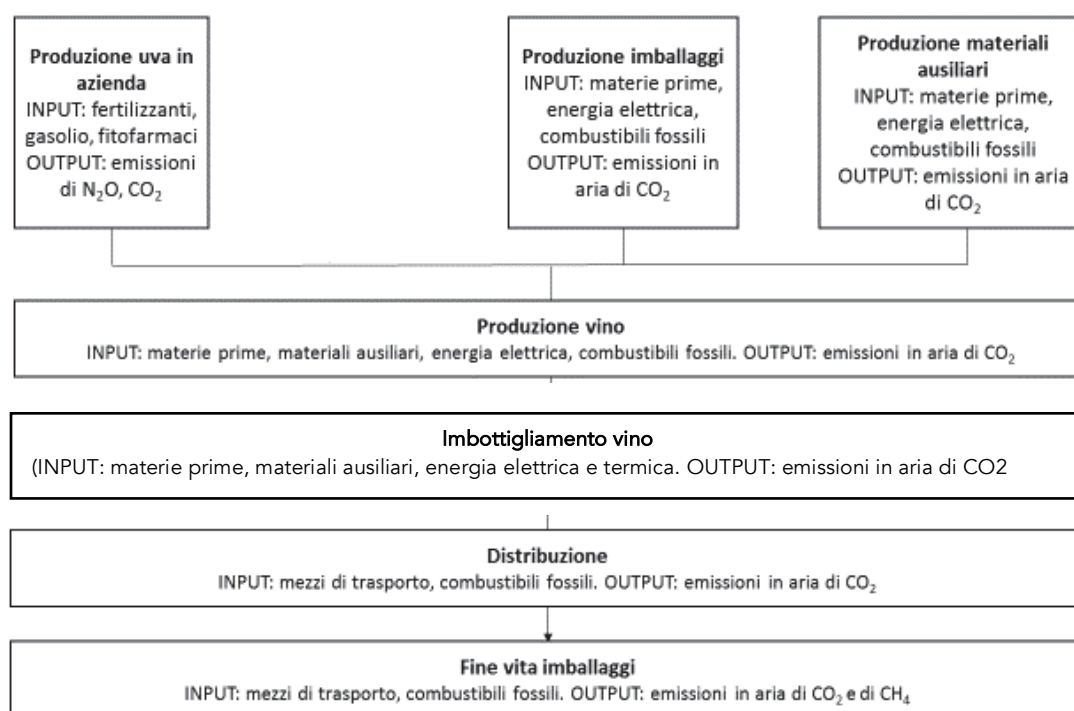 Produzione uva in
azienda
INPUT: fertilizzanti,
gasolio, fitofarmaci
OUTPUT: emissioni
di N₂O, CO₂
Produzione imballaggi
INPUT: materie prime,
energia elettrica,
combustibili fossili
OUTPUT: emissioni in
aria di CO₂
Produzione materiali
ausiliari
INPUT: materie prime,
energia elettrica,
combustibili fossili
OUTPUT: emissioni in aria
di CO₂
Produzione vino
INPUT: materie prime, materiali ausiliari, energia elettrica, combustibili fossili. OUTPUT: emissioni in aria di CO₂
Imbottigliamento vino
(INPUT: materie prime, materiali ausiliari, energia elettrica e termica. OUTPUT: emissioni in aria di CO2
Distribuzione
INPUT: mezzi di trasporto, combustibili fossili. OUTPUT: emissioni in aria di CO₂
Fine vita imballaggi
INPUT: mezzi di trasporto, combustibili fossili. OUTPUT: emissioni in aria di CO₂ e di CH₄